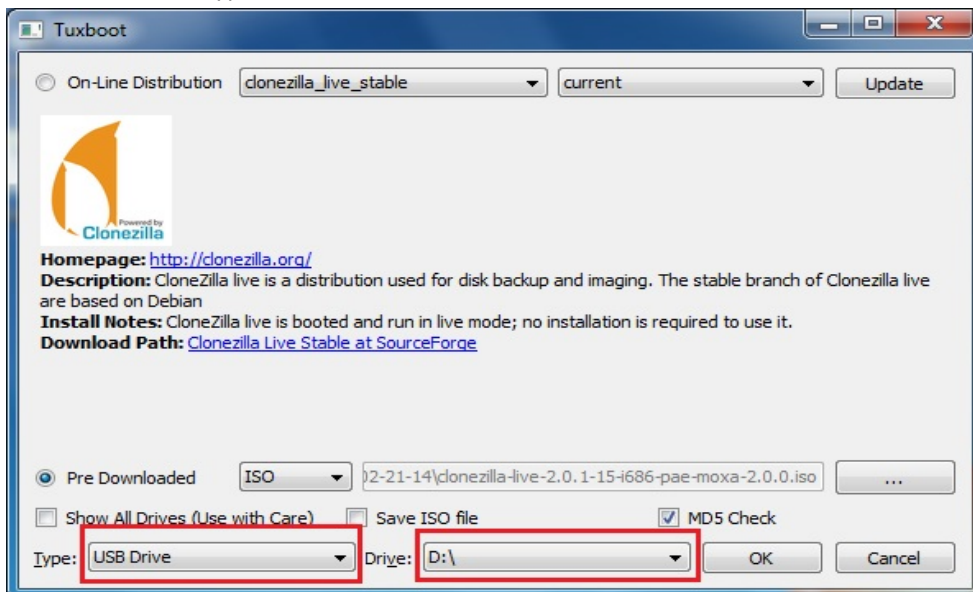 Tuxboot
On-Line Distribution clonezilla_live_stable current Update
Powered by
Clonezilla
Homepage: http://clonezilla.org/
Description: CloneZilla live is a distribution used for disk backup and imaging. The stable branch of Clonezilla live
are based on Debian
Install Notes: CloneZilla live is booted and run in live mode; no installation is required to use it.
Download Path: Clonezilla Live Stable at SourceForge
Pre Downloaded ISO 02-21-14\clonezilla-live-2.0.1-15-i686-pae-moxa-2.0.0.iso ...
Show All Drives (Use with Care) Save ISO file MD5 Check
Type: USB Drive Drive: D:\ OK Cancel